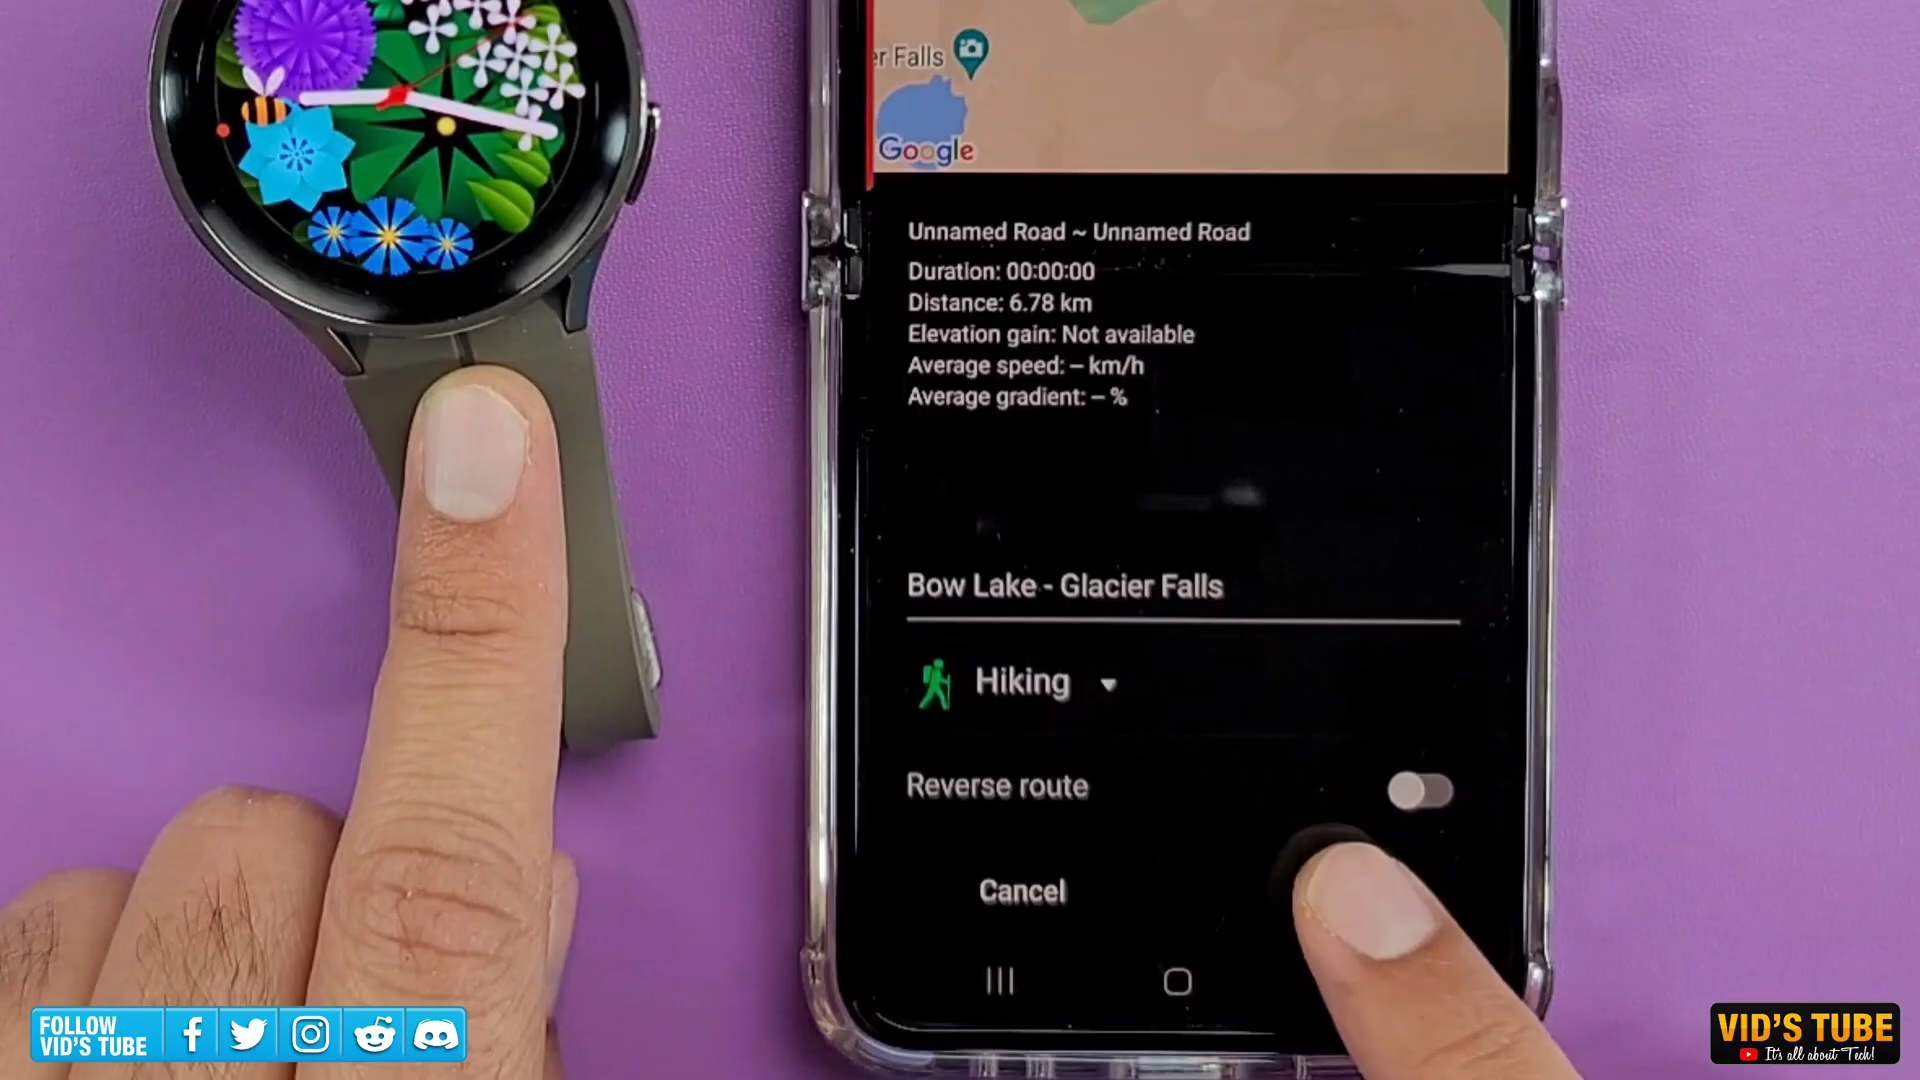 er Falls
Google
Unnamed Road ~ Unnamed Road
Duration: 00:00:00
Distance: 6.78 km
Elevation gain: Not available
Average speed: – km/h
Average gradient: – %
Bow Lake - Glacier Falls
Hiking
Reverse route
Cancel
FOLLOW
VID'S TUBE
VID'S TUBE
It's all about Tech!